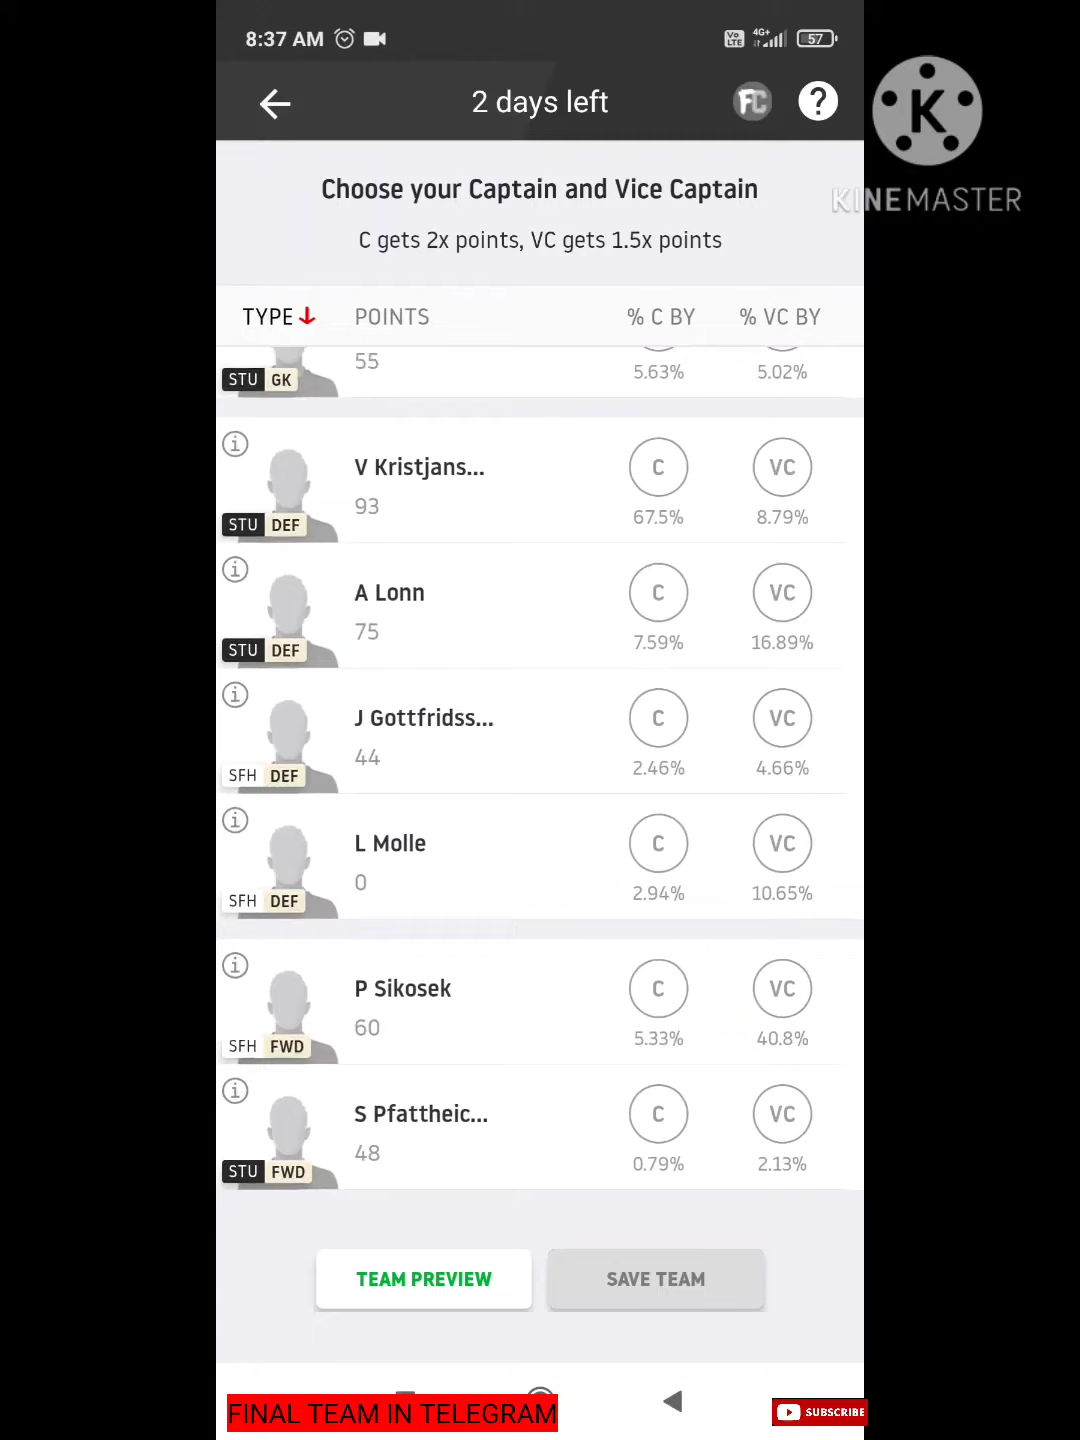 8:37 AM
Vo LTE
4G+
57
2 days left
FC
?
K
KINEMASTER
Choose your Captain and Vice Captain
C gets 2x points, VC gets 1.5x points
TYPE POINTS % C BY % VC BY
55 5.63% 5.02%
STU GK
i
V Kristjans... C VC
93 67.5% 8.79%
STU DEF
i
A Lonn C VC
75 7.59% 16.89%
STU DEF
i
J Gottfridss... C VC
44 2.46% 4.66%
SFH DEF
i
L Molle C VC
0 2.94% 10.65%
SFH DEF
i
P Sikosek C VC
60 5.33% 40.8%
SFH FWD
i
S Pfattheic... C VC
48 0.79% 2.13%
STU FWD
TEAM PREVIEW SAVE TEAM
FINAL TEAM IN TELEGRAM
SUBSCRIBE